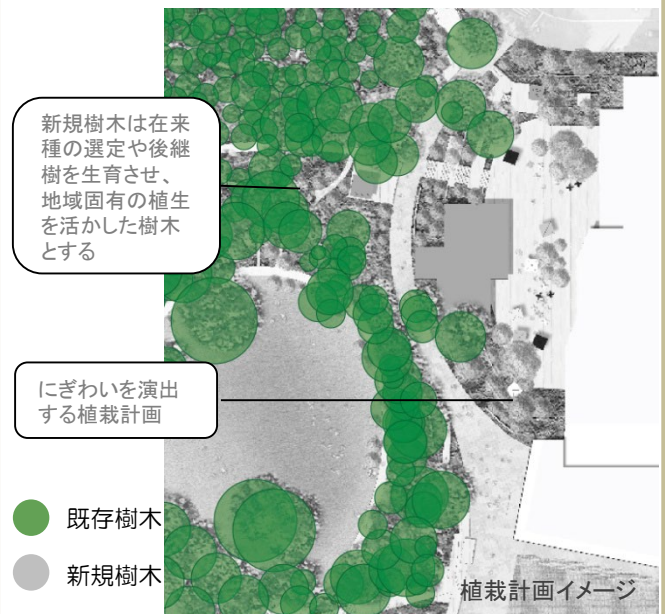 新規樹木は在来
種の選定や後継
樹を生育させ、
地域固有の植生
を活かした樹木
とする
にぎわいを演出
する植栽計画
既存樹木
新規樹木
植栽計画イメージ